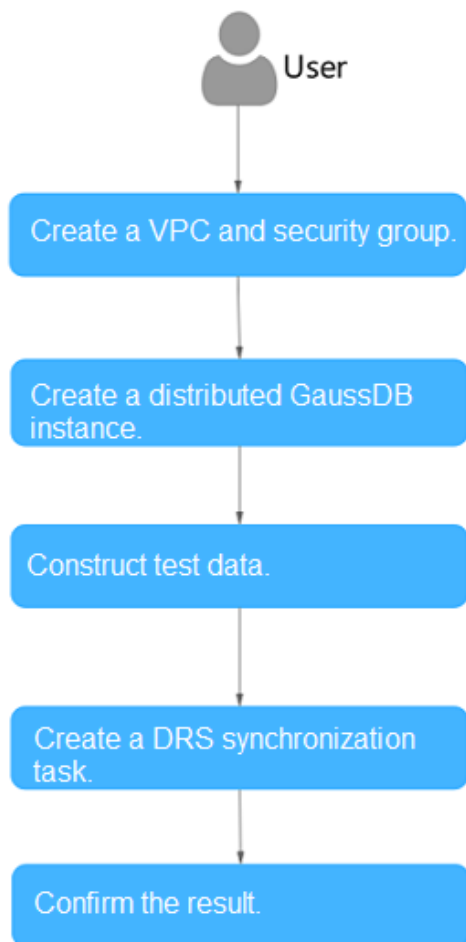 User
Create a VPC and security group.
Create a distributed GaussDB
instance.
Construct test data.
Create a DRS synchronization
task.
Confirm the result.